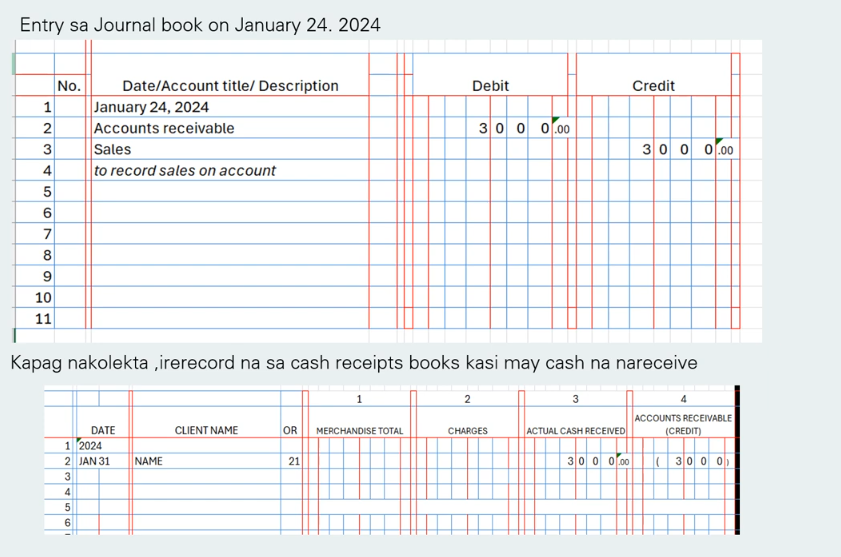 Entry sa Journal book on January 24. 2024
No. Date/Account title/ Description Debit Credit
1 January 24, 2024
2 Accounts receivable 3 0 0 0 .00
3 Sales 3 0 0 0 .00
4 to record sales on account
5
6
7
8
9
10
11
Kapag nakolekta ,irerecord na sa cash receipts books kasi may cash na nareceive
1 2 3 4
ACCOUNTS RECEIVABLE
DATE CLIENT NAME OR MERCHANDISE TOTAL CHARGES ACTUAL CASH RECEIVED (CREDIT)
1 2024
2 JAN 31 NAME 21 3 0 0 0 .00 ( 3 0 0 0 )
3
4
5
6